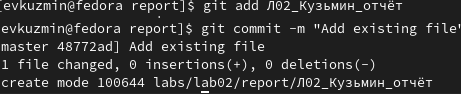 [evkuzmin@fedora report]$ git add Л02_Кузьмин_отчёт
[evkuzmin@fedora report]$ git commit -m "Add existing file"
master 48772ad] Add existing file
1 file changed, 0 insertions(+), 0 deletions(-)
create mode 100644 labs/lab02/report/Л02_Кузьмин_отчёт